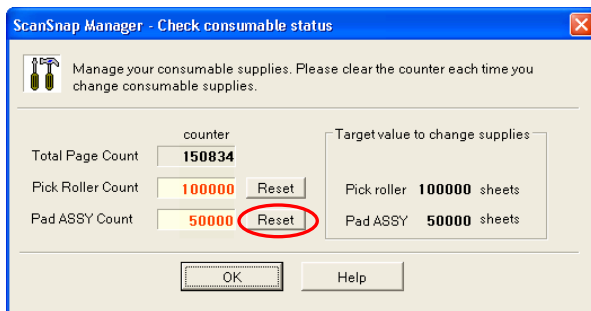 ScanSnap Manager - Check consumable status
Manage your consumable supplies. Please clear the counter each time you
change consumable supplies.
counter
Target value to change supplies
Total Page Count 150834
Pick Roller Count 100000 Reset
Pick roller 100000 sheets
Pad ASSY Count 50000 Reset
Pad ASSY 50000 sheets
OK Help